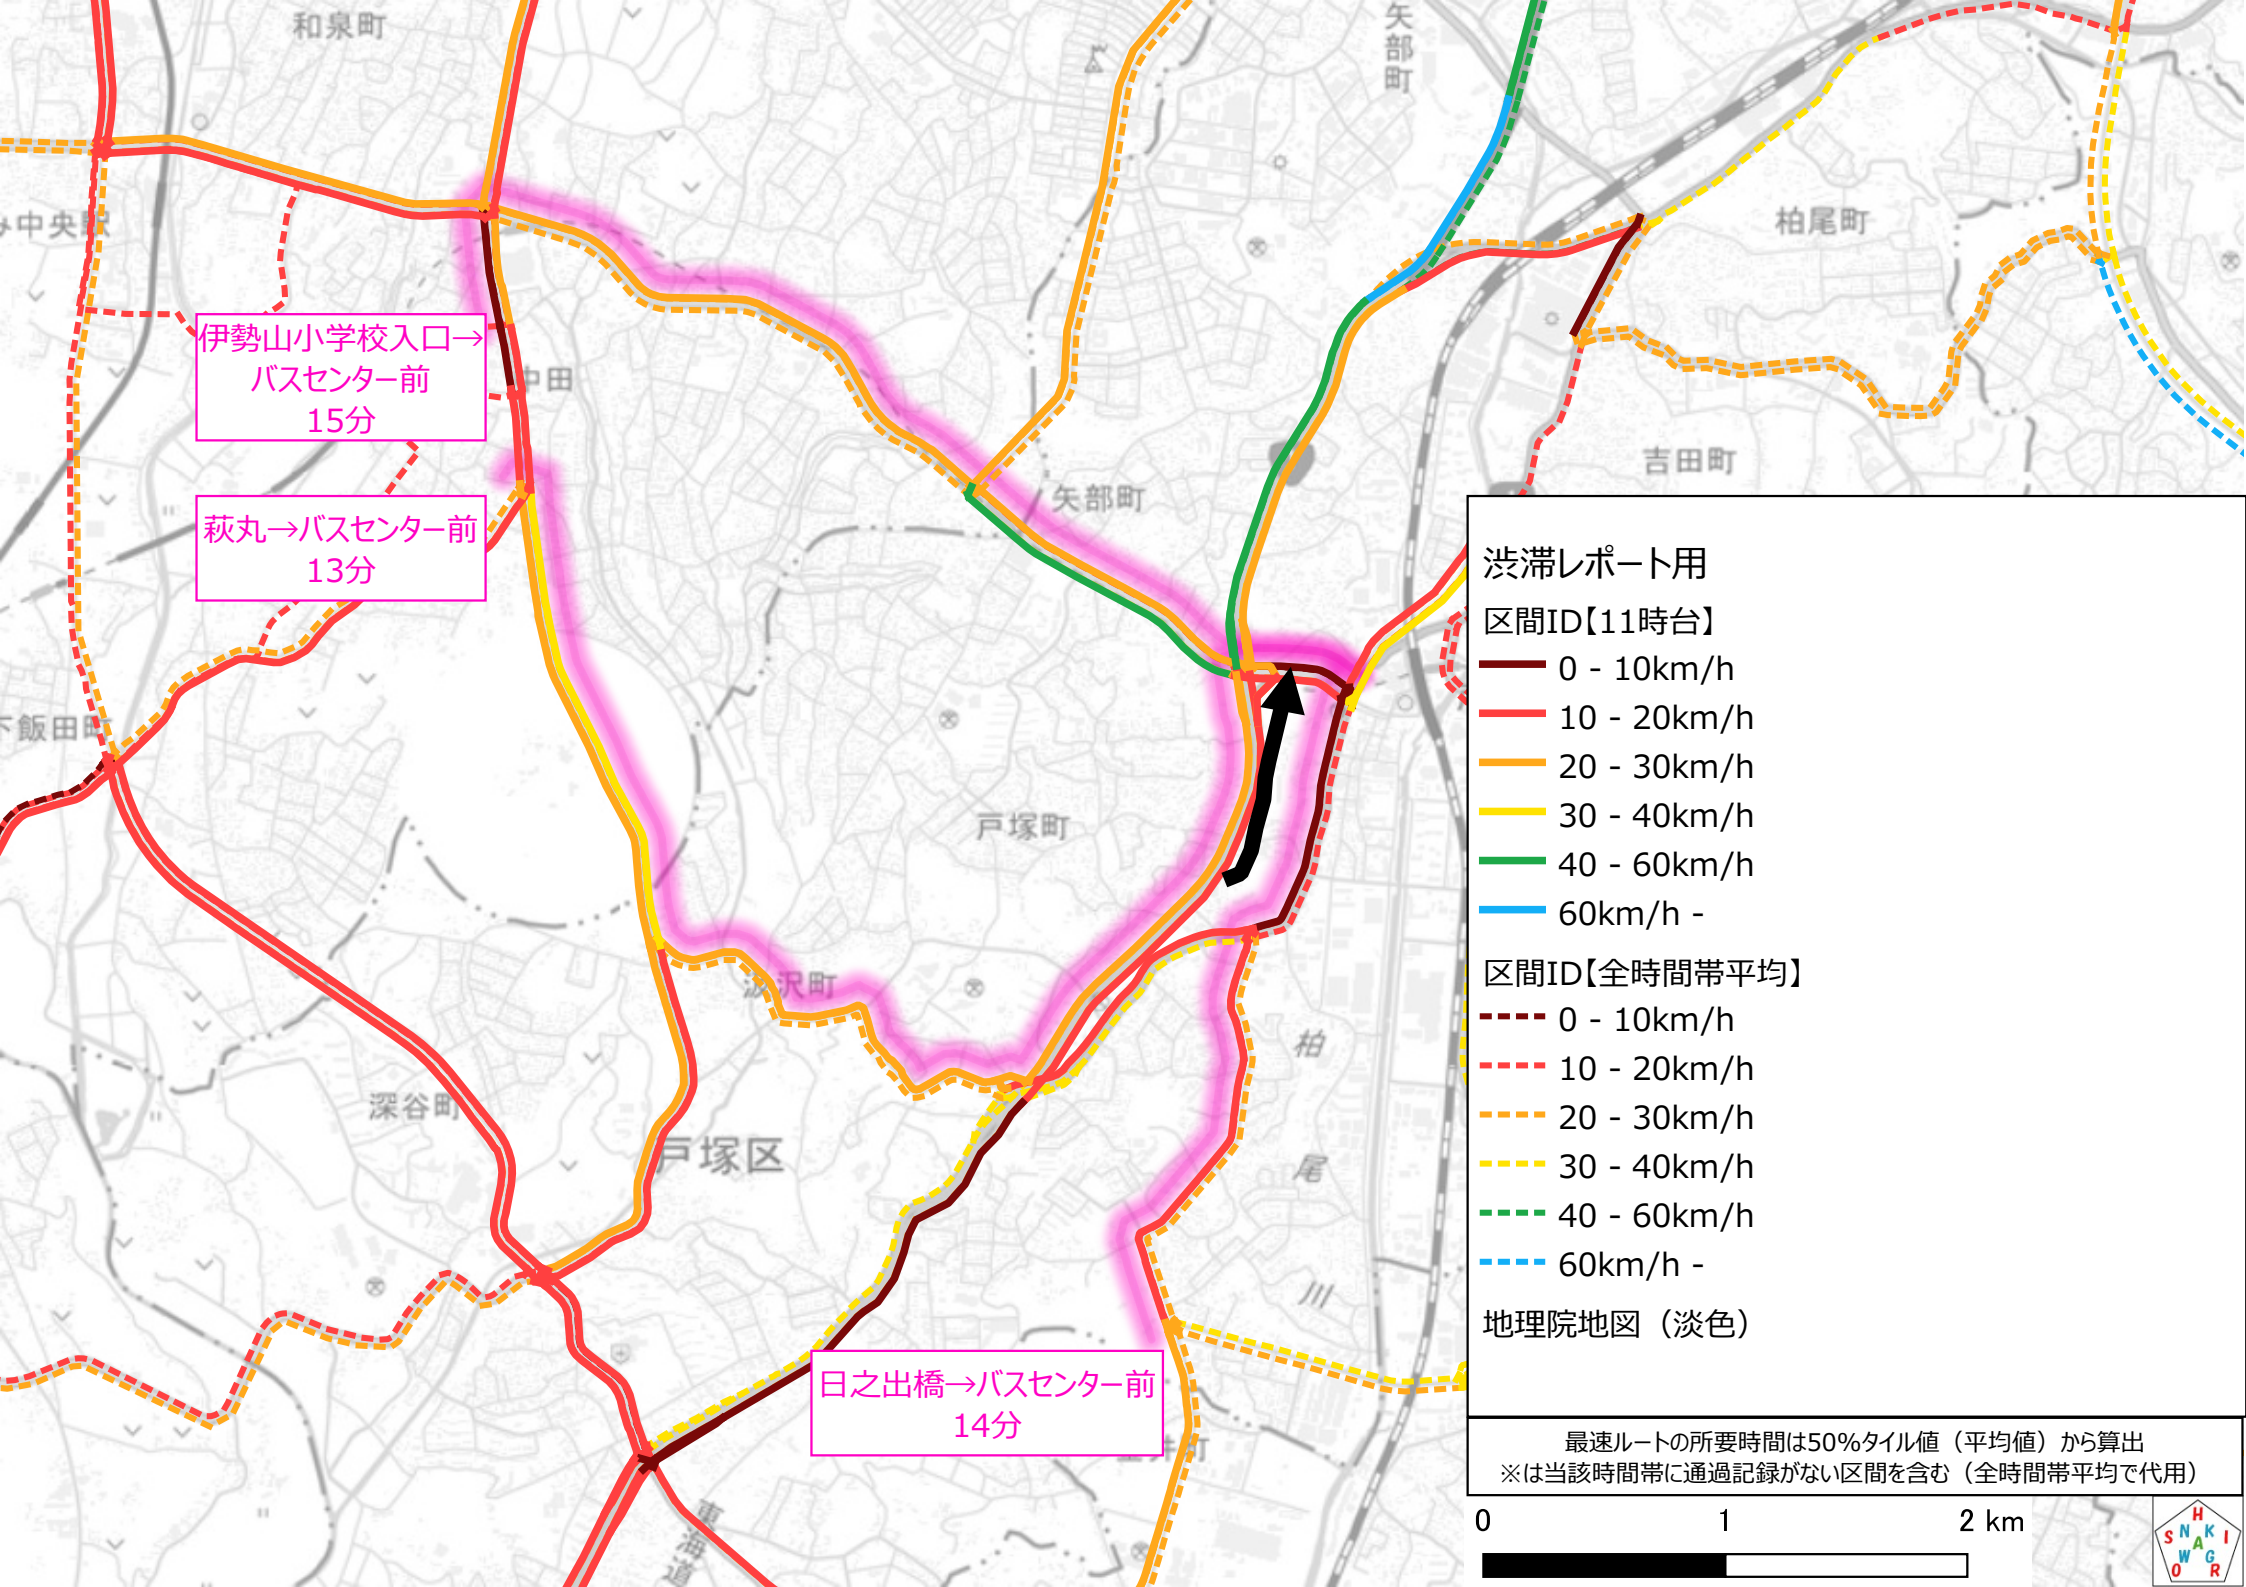 和泉町
矢部町
柏尾町
み中央駅
伊勢山小学校入口→
バスセンター前
15分
中田
吉田町
矢部町
萩丸→バスセンター前
13分
下飯田町
戸塚町
汲沢町
深谷町
戸塚区
柏尾川
日之出橋→バスセンター前
14分
東海道
渋滞レポート用
区間ID【11時台】
0 - 10km/h
10 - 20km/h
20 - 30km/h
30 - 40km/h
40 - 60km/h
60km/h -
区間ID【全時間帯平均】
0 - 10km/h
10 - 20km/h
20 - 30km/h
30 - 40km/h
40 - 60km/h
60km/h -
地理院地図（淡色）
最速ルートの所要時間は50%タイル値（平均値）から算出
※は当該時間帯に通過記録がない区間を含む（全時間帯平均で代用）
0 1 2 km